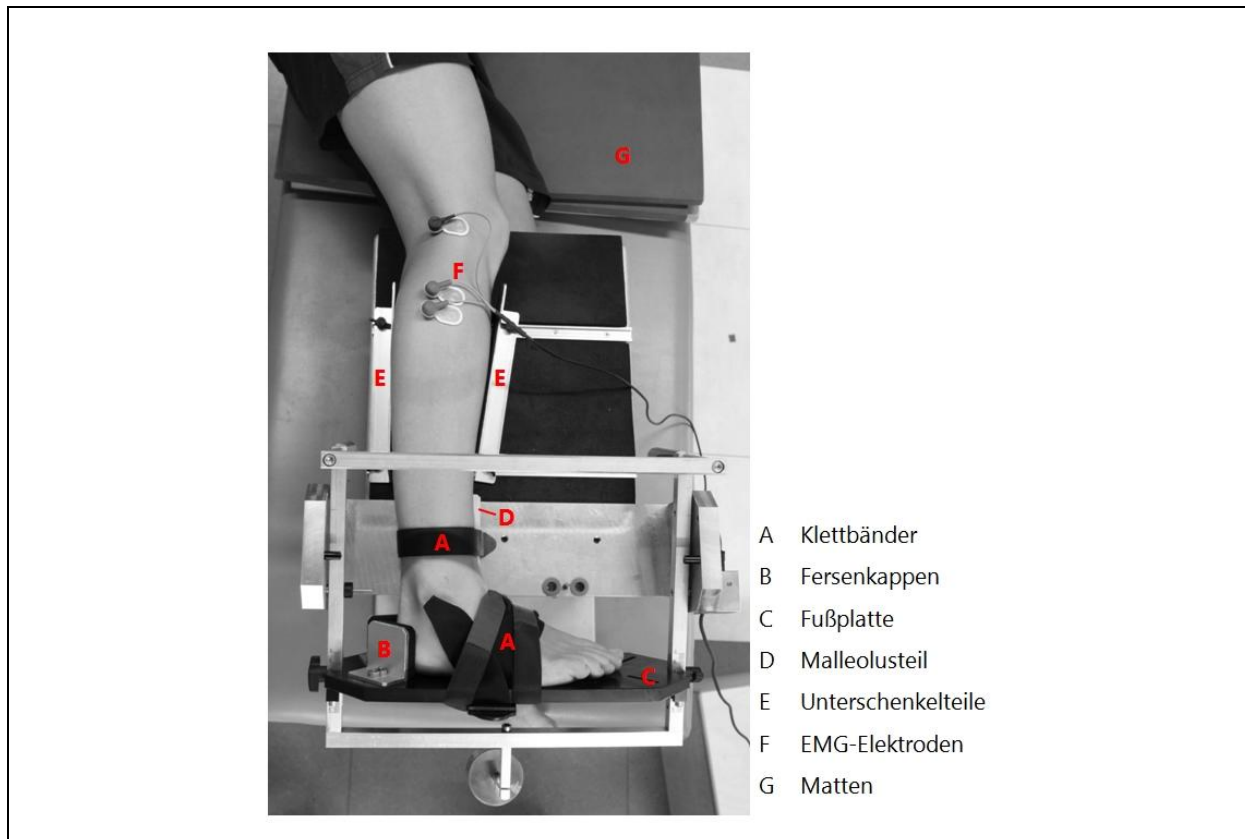 G
F
E E
D
A
A
B
C
A Klettbänder
B Fersenkappen
C Fußplatte
D Malleolusteil
E Unterschenkelteile
F EMG-Elektroden
G Matten